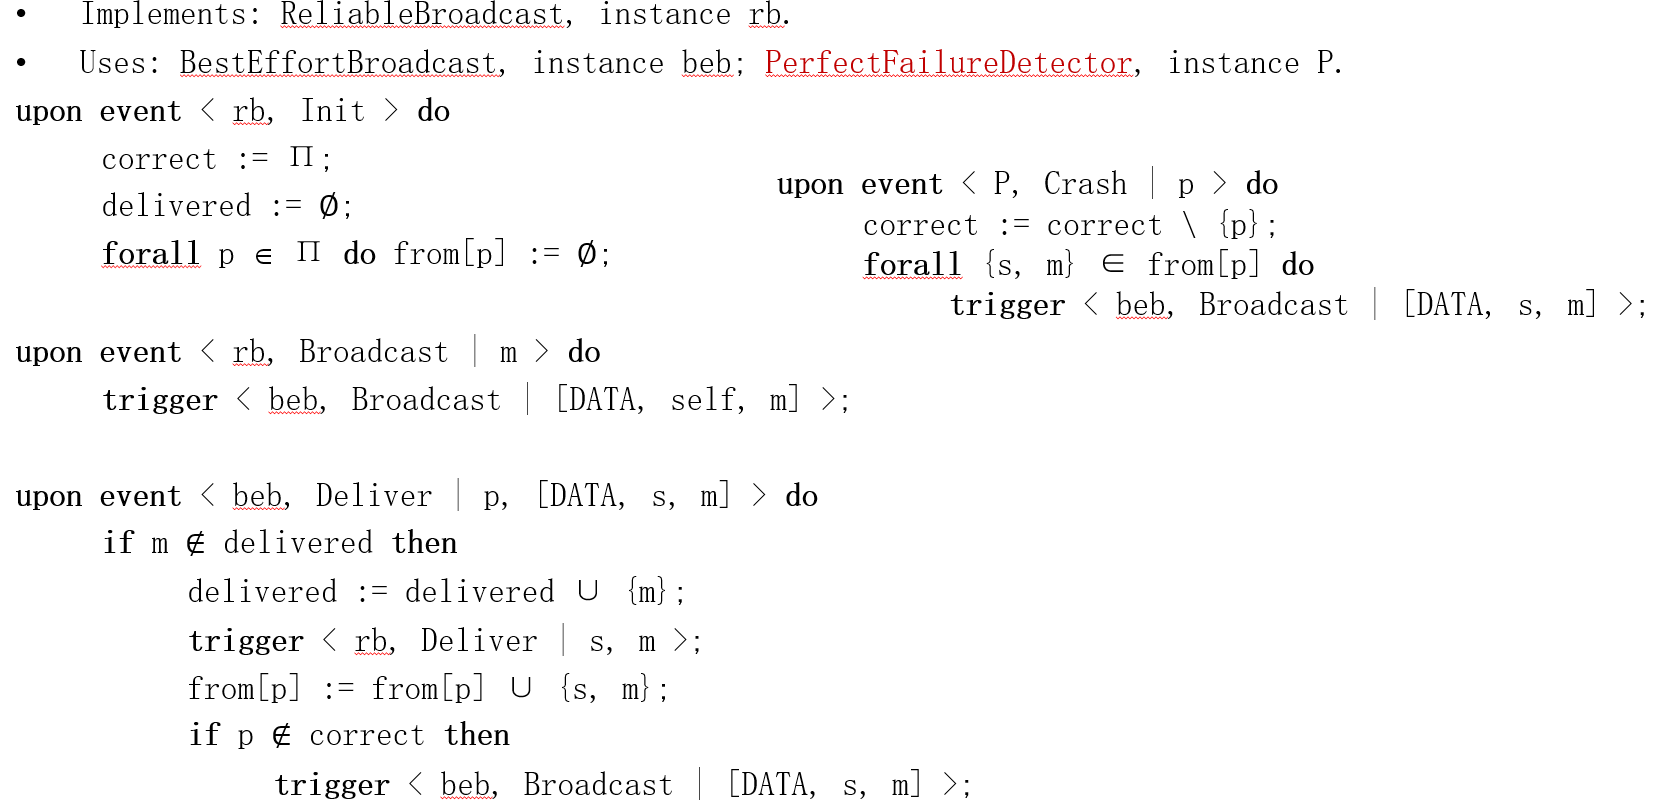 • Implements: ReliableBroadcast, instance rb.
• Uses: BestEffortBroadcast, instance beb; PerfectFailureDetector, instance P.
upon event < rb, Init > do
correct := Π;
delivered := ∅;
forall p ∈ Π do from[p] := ∅;
upon event < P, Crash | p > do
correct := correct \ {p};
forall {s, m} ∈ from[p] do
trigger < beb, Broadcast | [DATA, s, m] >;
upon event < rb, Broadcast | m > do
trigger < beb, Broadcast | [DATA, self, m] >;
upon event < beb, Deliver | p, [DATA, s, m] > do
if m ∉ delivered then
delivered := delivered ∪ {m};
trigger < rb, Deliver | s, m >;
from[p] := from[p] ∪ {s, m};
if p ∉ correct then
trigger < beb, Broadcast | [DATA, s, m] >;